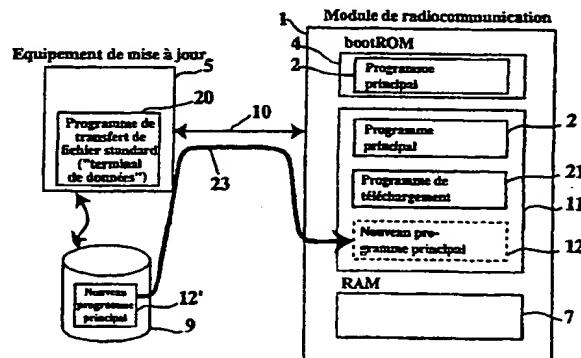 Module de radiocommunication
1
bootROM
4
2
Programme
principal
Equipement de mise à jour
5
20
Programme de
transfert de
fichier standard
("terminal
de données")
10
23
Programme
principal
2
Programme de
téléchargement
21
11
Nouveau pro-
gramme principal
12
RAM
7
Nouveau
programme
principal
12'
9